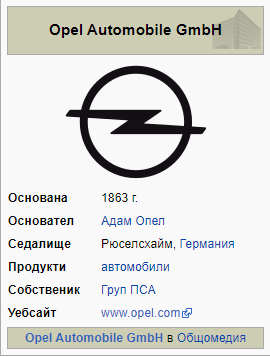 Opel Automobile GmbH
Основана 1863 г.
Основател Адам Опел
Седалище Рюселсхайм, Германия
Продукти автомобили
Собственик Груп ПСА
Уебсайт www.opel.com
Opel Automobile GmbH в Общомедия